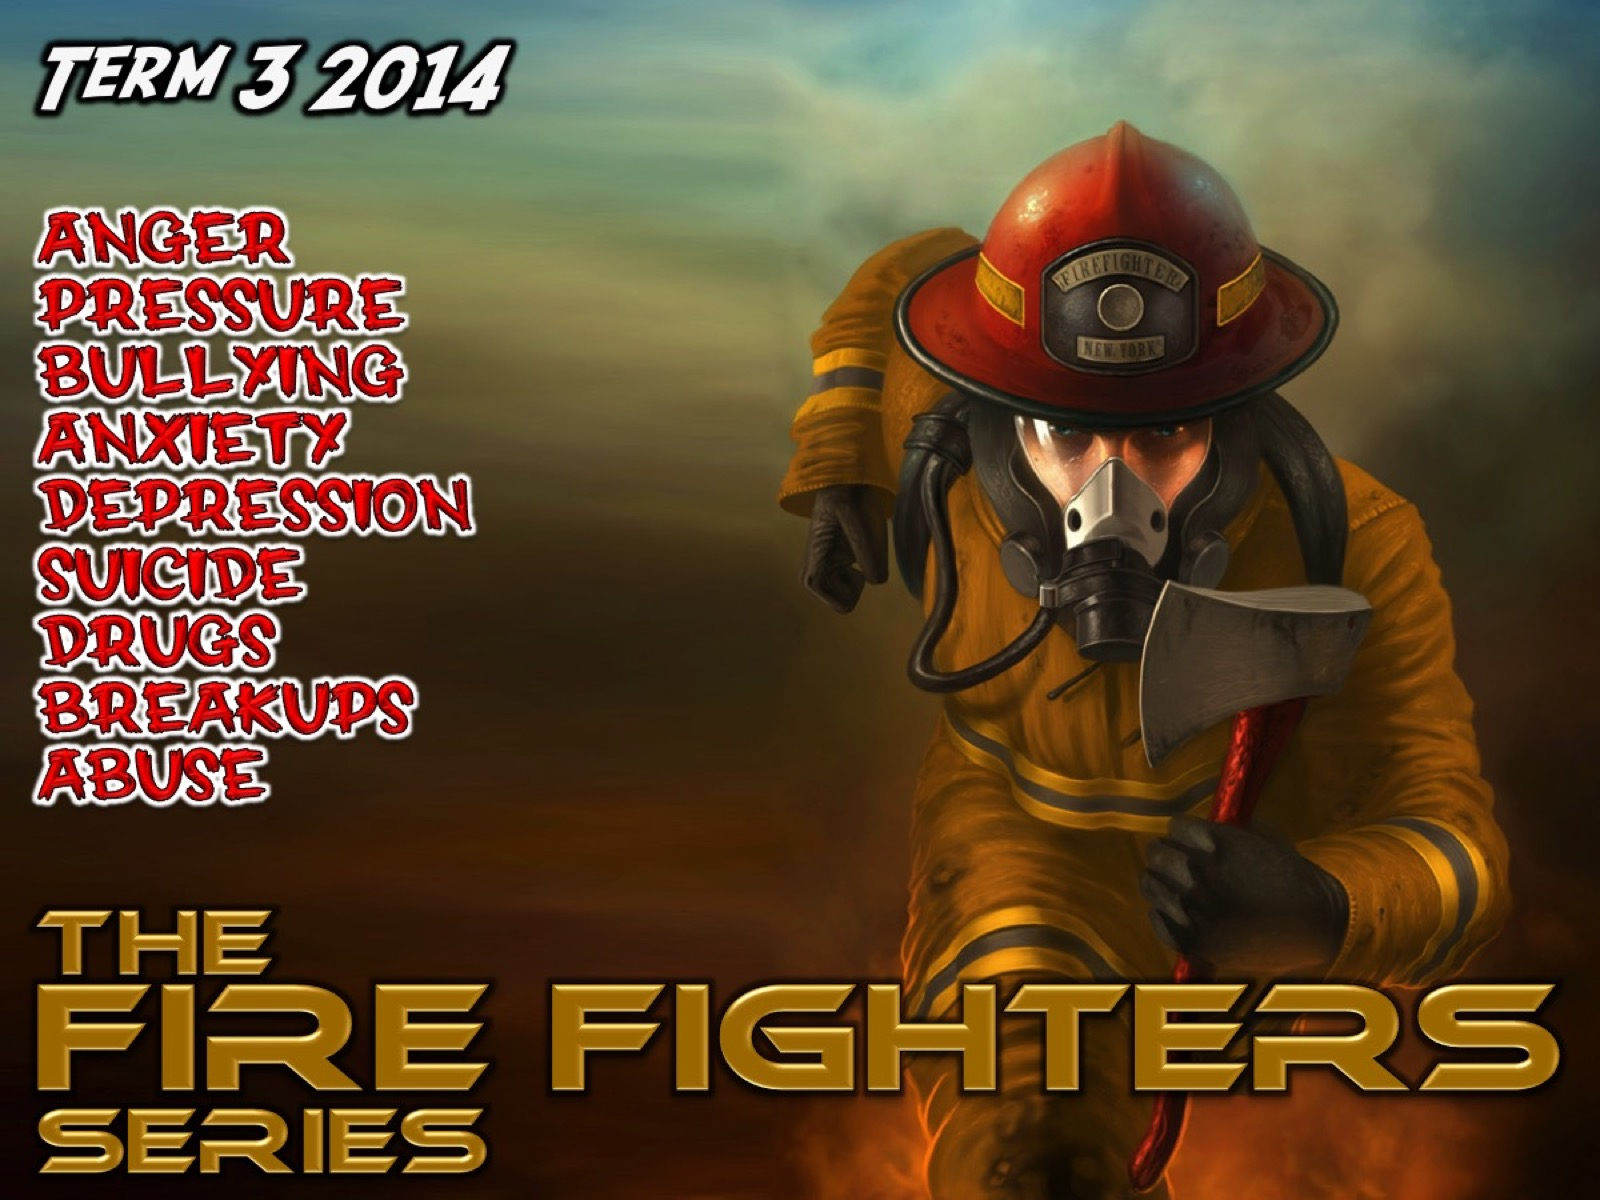 TERM 3 2014
ANGER
PRESSURE
BULLYING
ANXIETY
DEPRESSION
SUICIDE
DRUGS
BREAKUPS
ABUSE
FIREFIGHTER
NEW YORK
THE
FIRE FIGHTERS
SERIES